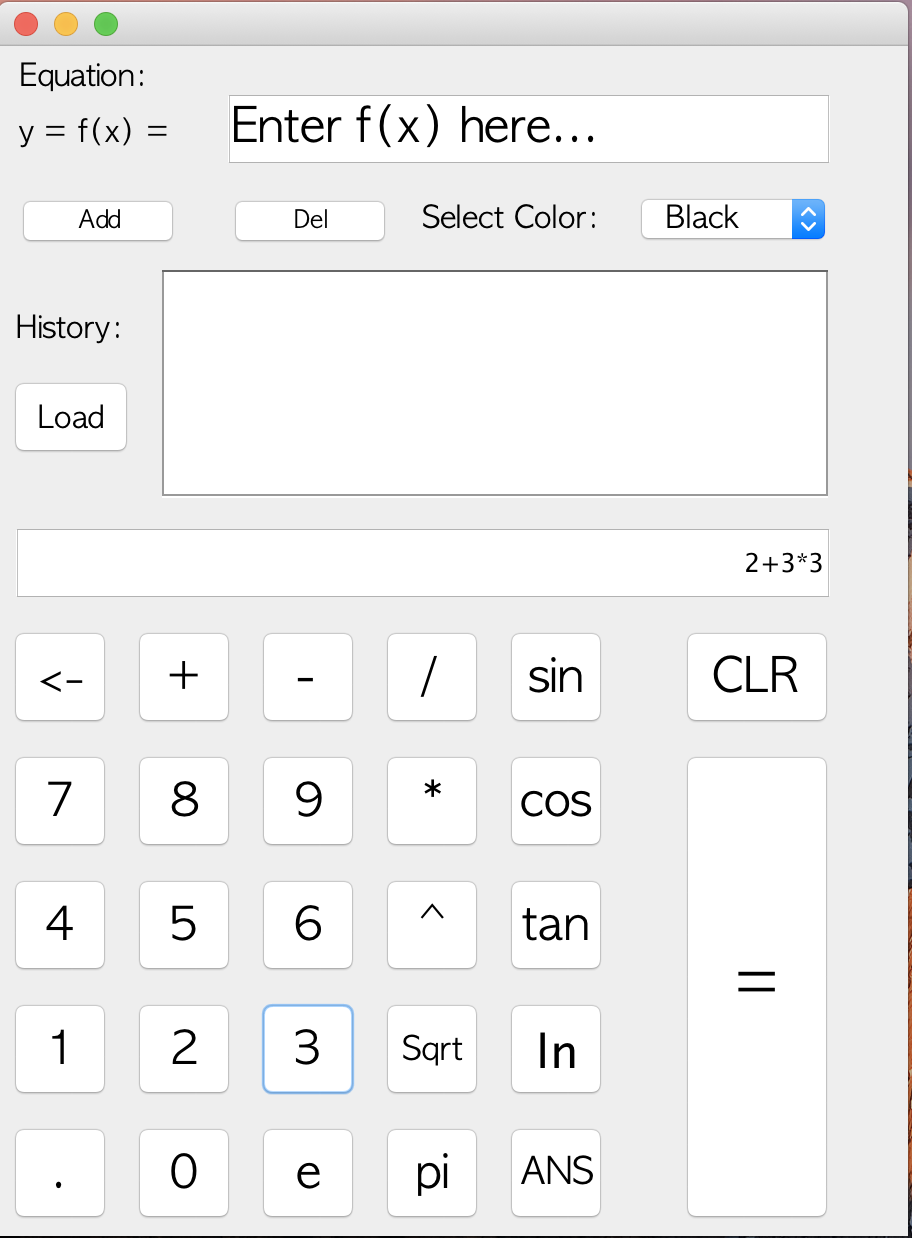 Equation:
y = f(x) = Enter f(x) here...
Add Del Select Color: Black
History:
Load
2+3*3
<- + - / sin CLR
7 8 9 * cos
4 5 6 ^ tan
=
1 2 3 Sqrt In
. 0 e pi ANS